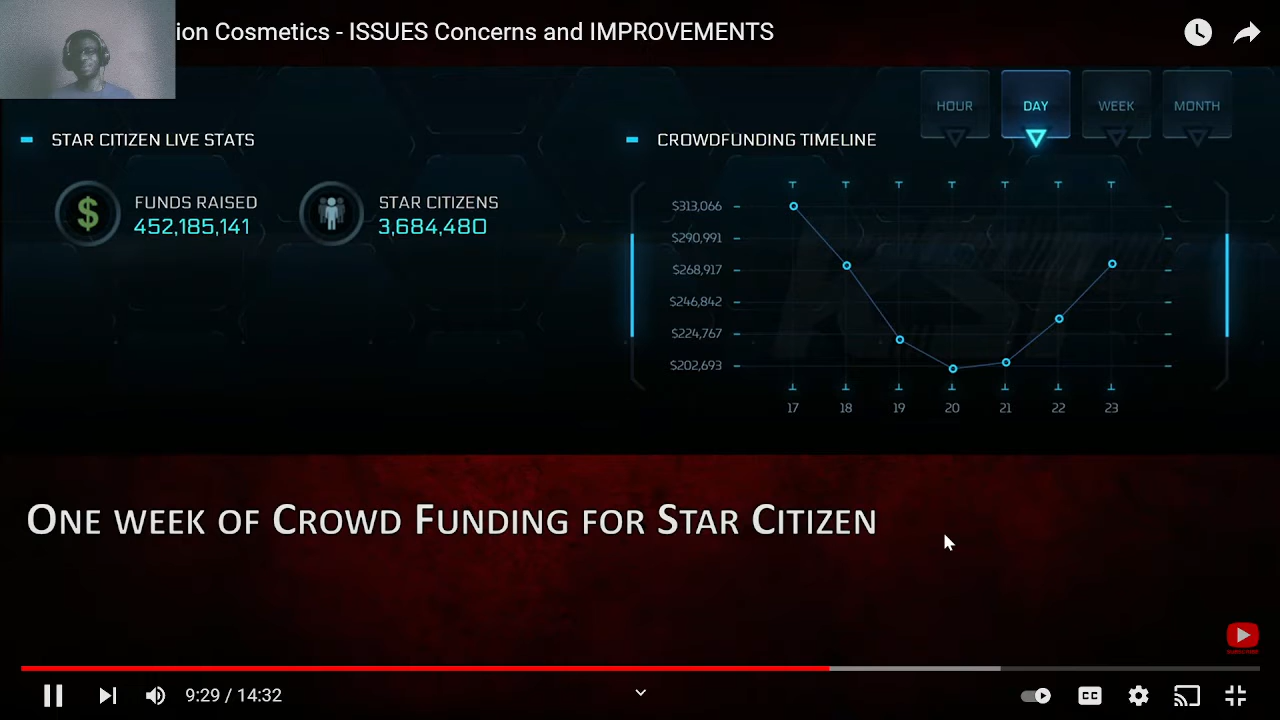 ion Cosmetics - ISSUES Concerns and IMPROVEMENTS
HOUR
DAY
WEEK
MONTH
STAR CITIZEN LIVE STATS
CROWDFUNDING TIMELINE
FUNDS RAISED
452,185,141
STAR CITIZENS
3,684,480
$313,066
$290,991
$268,917
$246,842
$224,767
$202,693
17 18 19 20 21 22 23
ONE WEEK OF CROWD FUNDING FOR STAR CITIZEN
9:29 / 14:32
CC